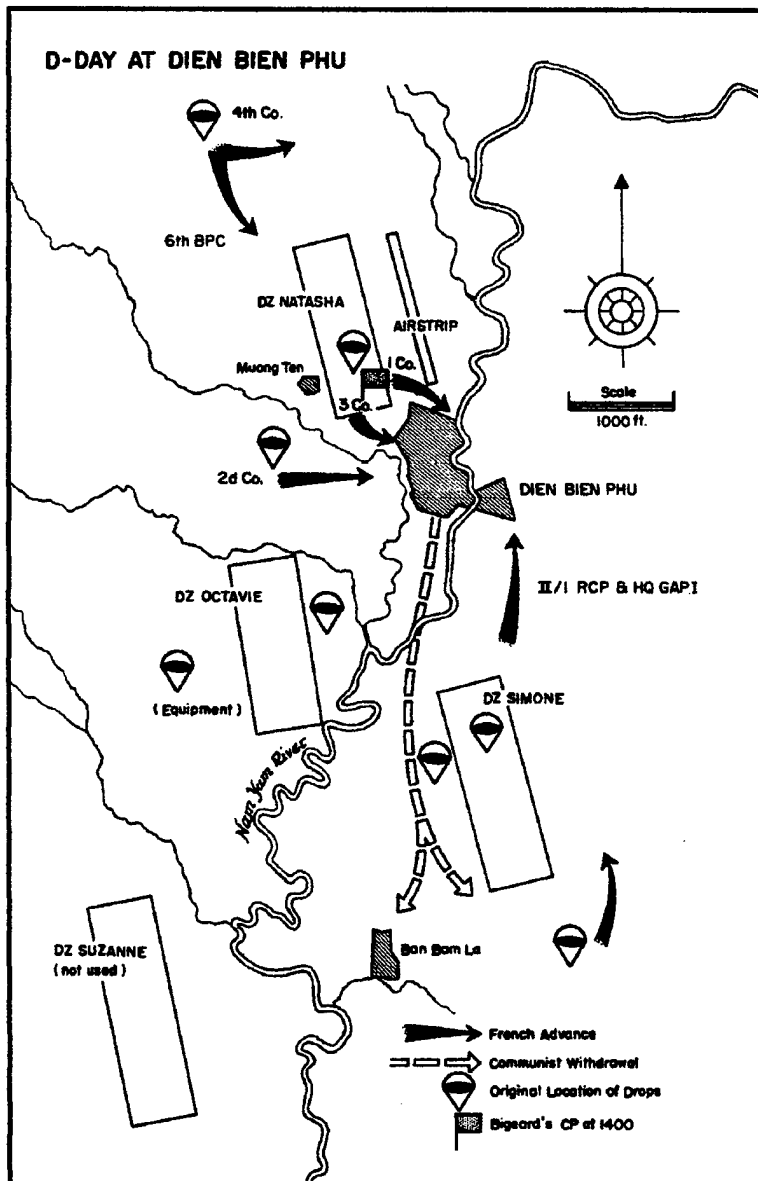 D-DAY AT DIEN BIEN PHU
4th Co.
6th BPC
DZ NATASHA
AIRSTRIP
Muong Ten
1 Co.
3 Co.
Scale
1000 ft.
2d Co.
DIEN BIEN PHU
II/1 RCP & HQ GAP.I
DZ OCTAVIE
(Equipment)
DZ SIMONE
Nam Yum River
DZ SUZANNE
(not used)
Ban Bom La
French Advance
Communist Withdrawal
Original Location of Drops
Bigeard's CP at 1400